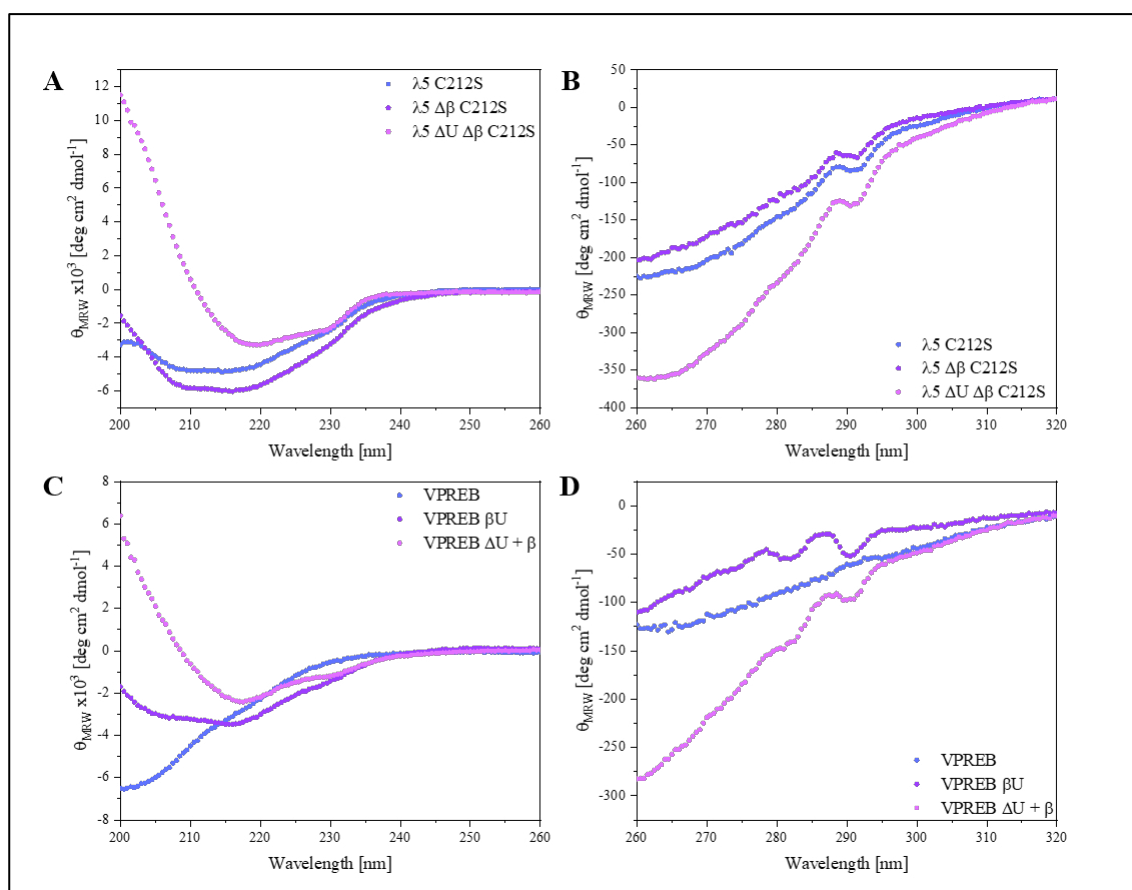 A
12
10
8
6
4
2
0
-2
-4
-6
200 210 220 230 240 250 260
θMRW x10³ [deg cm² dmol⁻¹]
Wavelength [nm]
λ5 C212S
λ5 Δβ C212S
λ5 ΔU Δβ C212S
B
50
0
-50
-100
-150
-200
-250
-300
-350
-400
260 270 280 290 300 310 320
θMRW [deg cm² dmol⁻¹]
Wavelength [nm]
λ5 C212S
λ5 Δβ C212S
λ5 ΔU Δβ C212S
C
8
6
4
2
0
-2
-4
-6
-8
200 210 220 230 240 250 260
θMRW x10³ [deg cm² dmol⁻¹]
Wavelength [nm]
VPREB
VPREB βU
VPREB ΔU + β
D
0
-50
-100
-150
-200
-250
-300
260 270 280 290 300 310 320
θMRW [deg cm² dmol⁻¹]
Wavelength [nm]
VPREB
VPREB βU
VPREB ΔU + β